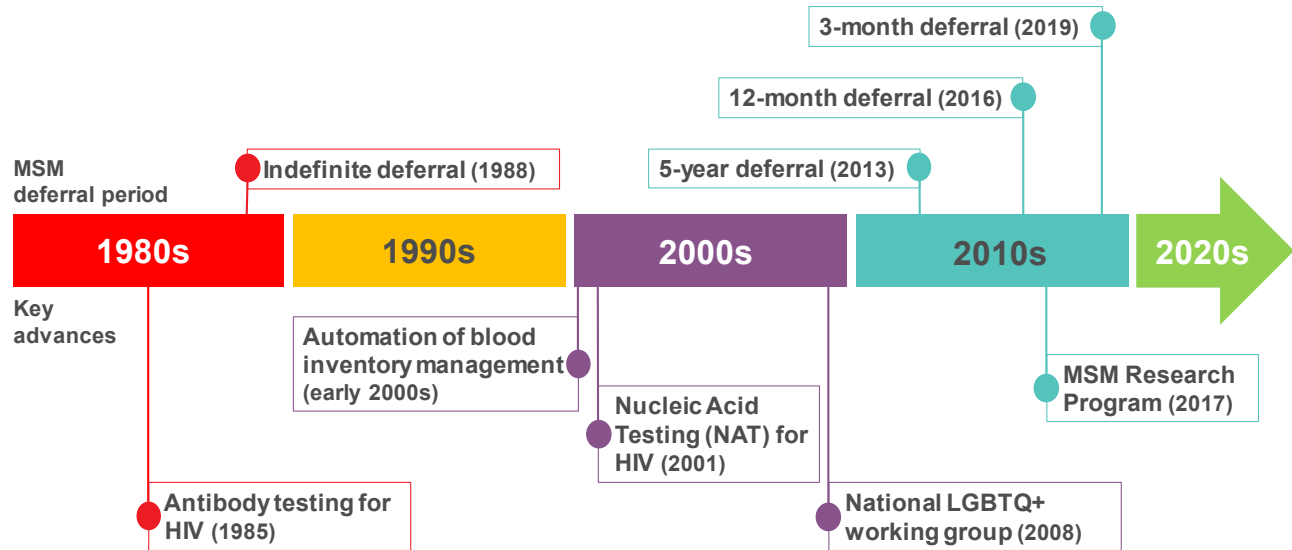 3-month deferral (2019)
12-month deferral (2016)
MSM
deferral period
Indefinite deferral (1988)
5-year deferral (2013)
1980s
1990s
2000s
2010s
2020s
Key
advances
Automation of blood
inventory management
(early 2000s)
Nucleic Acid
Testing (NAT) for
HIV (2001)
MSM Research
Program (2017)
Antibody testing for
HIV (1985)
National LGBTQ+
working group (2008)